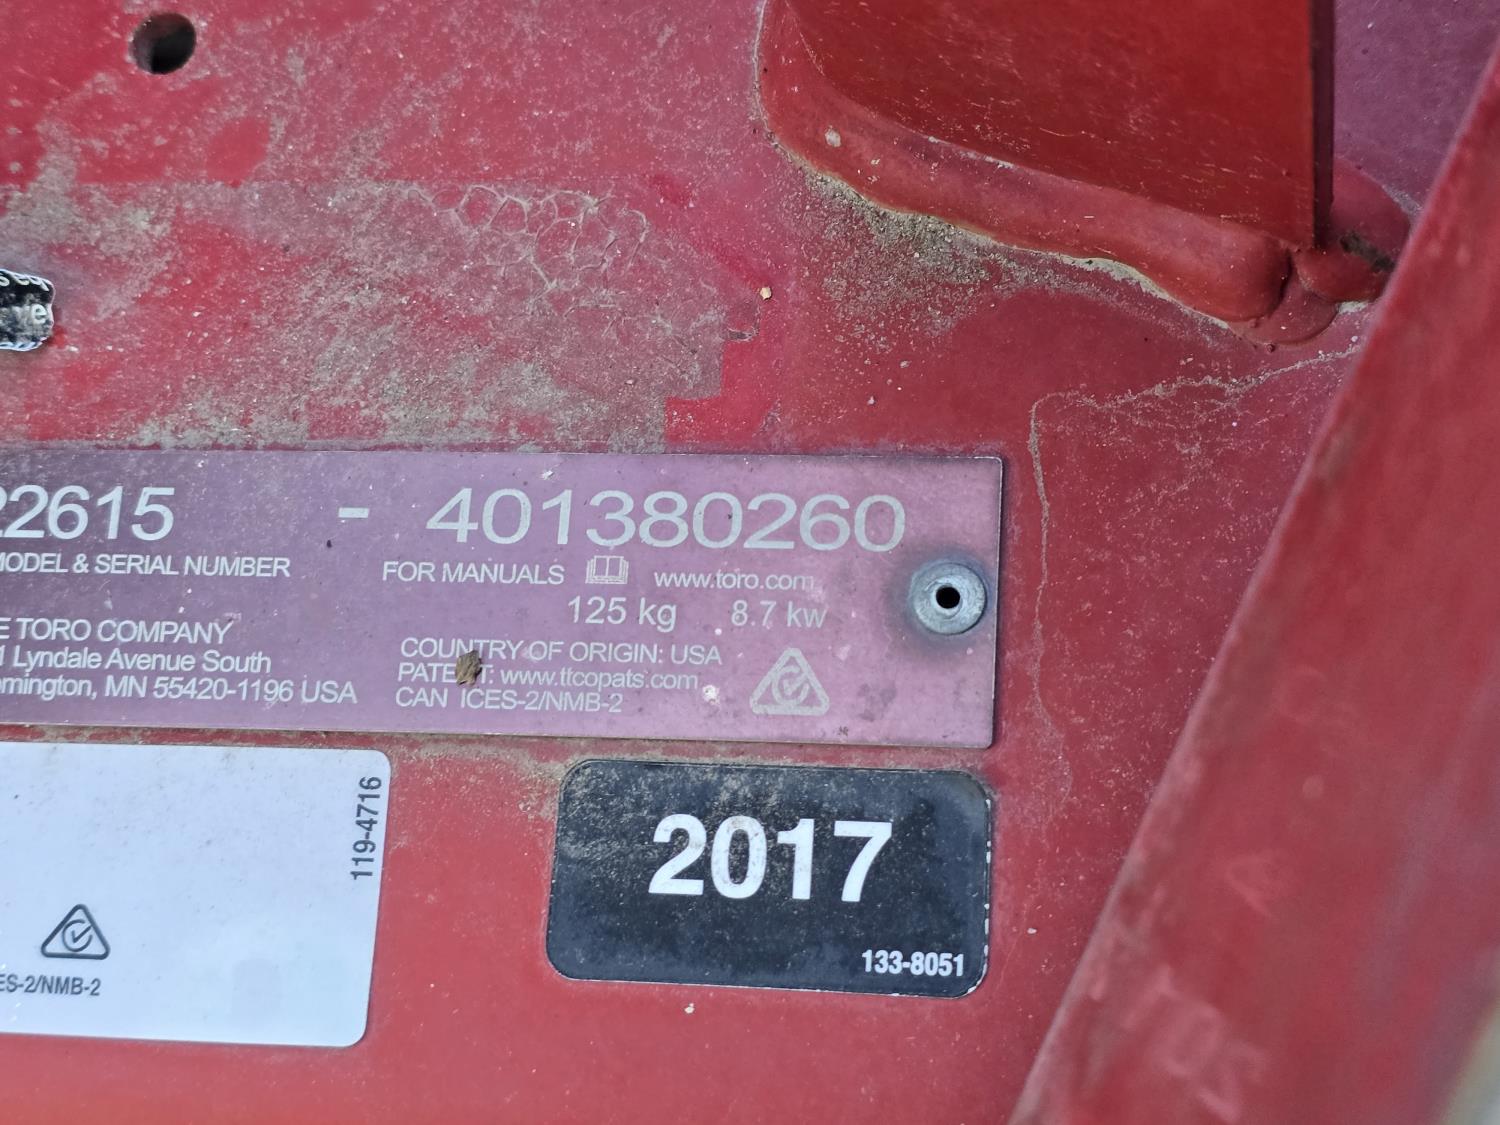 ve
22615 - 401380260
MODEL & SERIAL NUMBER
FOR MANUALS www.toro.com
125 kg 8.7 kw
E TORO COMPANY
1 Lyndale Avenue South
omington, MN 55420-1196 USA
COUNTRY OF ORIGIN: USA
PATENT: www.ttcopats.com
CAN ICES-2/NMB-2
119-4716
ES-2/NMB-2
2017
133-8051